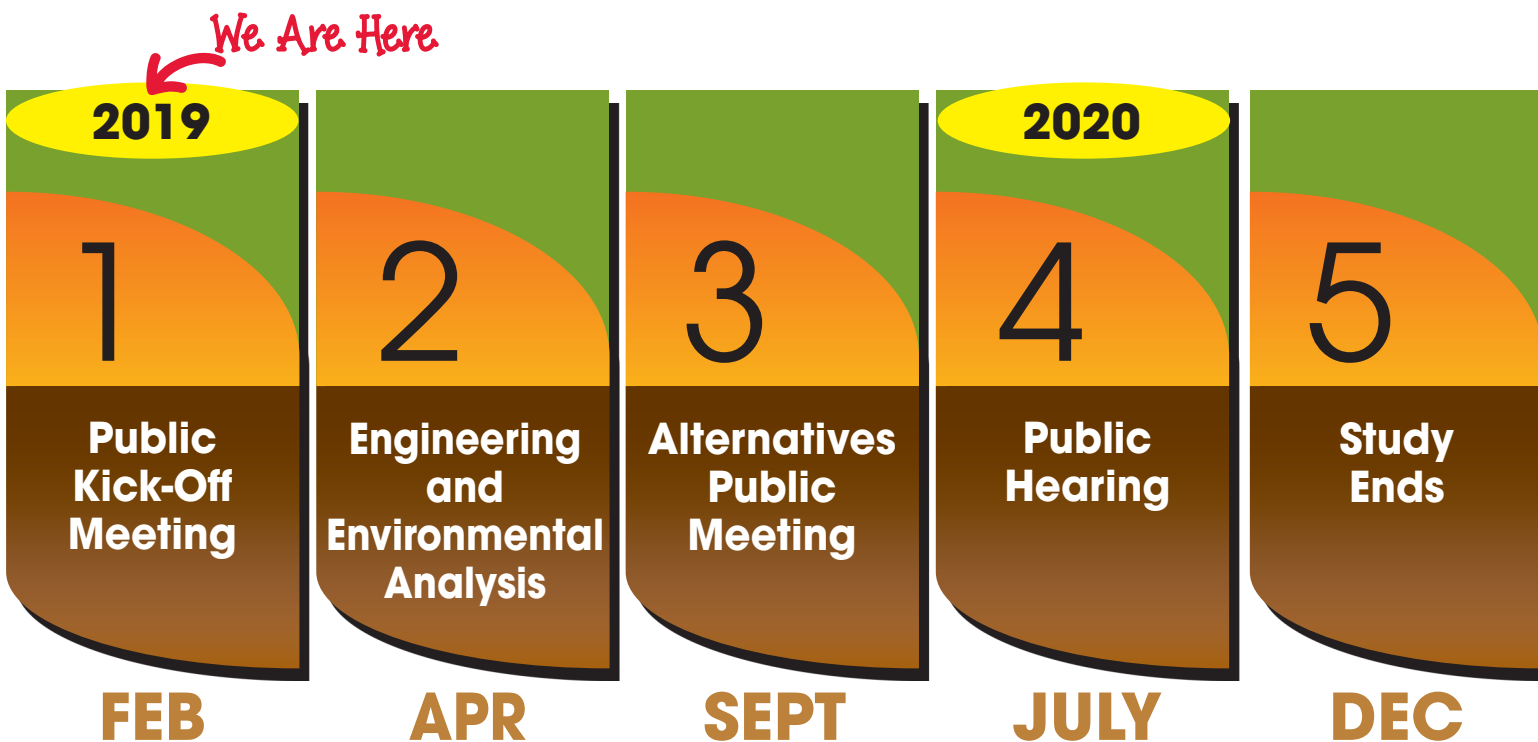 We Are Here
2019
2020
1
2
3
4
5
Public
Kick-Off
Meeting
Engineering
and
Environmental
Analysis
Alternatives
Public
Meeting
Public
Hearing
Study
Ends
FEB
APR
SEPT
JULY
DEC